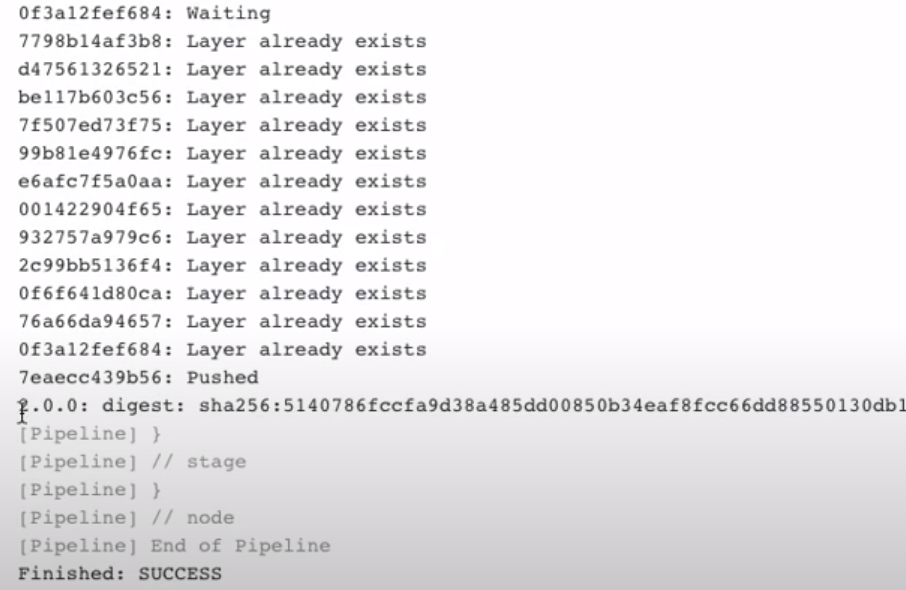 0f3a12fef684: Waiting
7798b14af3b8: Layer already exists
d47561326521: Layer already exists
be117b603c56: Layer already exists
7f507ed73f75: Layer already exists
99b81e4976fc: Layer already exists
e6afc7f5a0aa: Layer already exists
001422904f65: Layer already exists
932757a979c6: Layer already exists
2c99bb5136f4: Layer already exists
0f6f641d80ca: Layer already exists
76a66da94657: Layer already exists
0f3a12fef684: Layer already exists
7eaecc439b56: Pushed
2.0.0: digest: sha256:5140786fccfa9d38a485dd00850b34eaf8fcc66dd88550130db1
[Pipeline] }
[Pipeline] // stage
[Pipeline] }
[Pipeline] // node
[Pipeline] End of Pipeline
Finished: SUCCESS